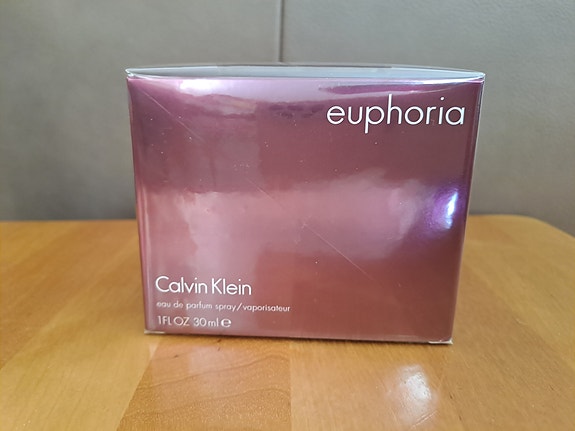 euphoria
Calvin Klein
eau de parfum spray/vaporisateur
1FL OZ 30ml℮